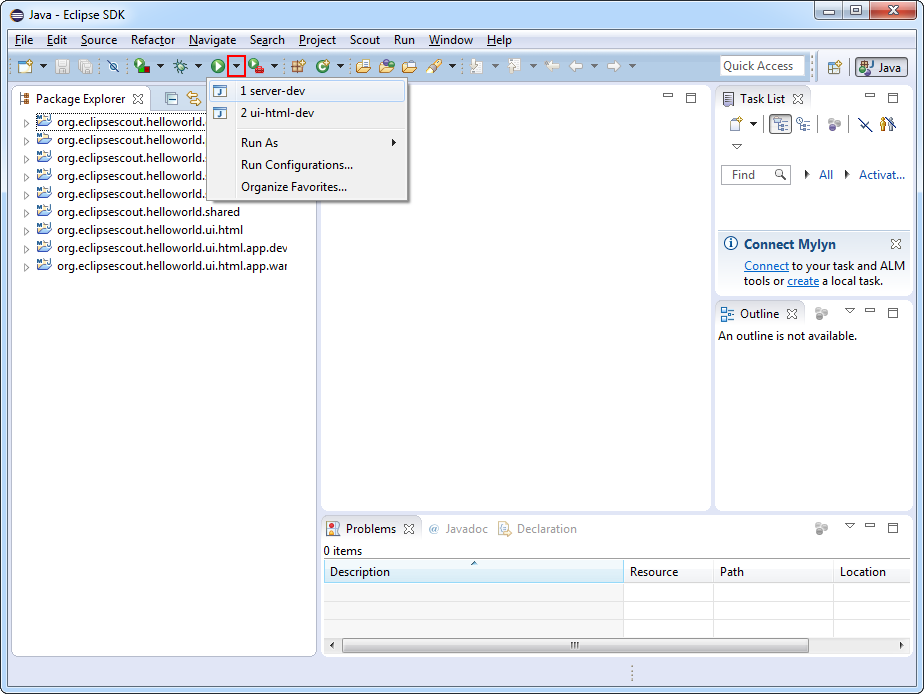 Java - Eclipse SDK
File Edit Source Refactor Navigate Search Project Scout Run Window Help
Quick Access
Java
Package Explorer
org.eclipsescout.helloworld.
org.eclipsescout.helloworld.
org.eclipsescout.helloworld.
org.eclipsescout.helloworld.
org.eclipsescout.helloworld.
org.eclipsescout.helloworld.shared
org.eclipsescout.helloworld.ui.html
org.eclipsescout.helloworld.ui.html.app.dev
org.eclipsescout.helloworld.ui.html.app.war
1 server-dev
2 ui-html-dev
Run As
Run Configurations...
Organize Favorites...
Task List
Find
All
Activat...
Connect Mylyn
Connect to your task and ALM
tools or create a local task.
Outline
An outline is not available.
Problems @ Javadoc Declaration
0 items
Description Resource Path Location